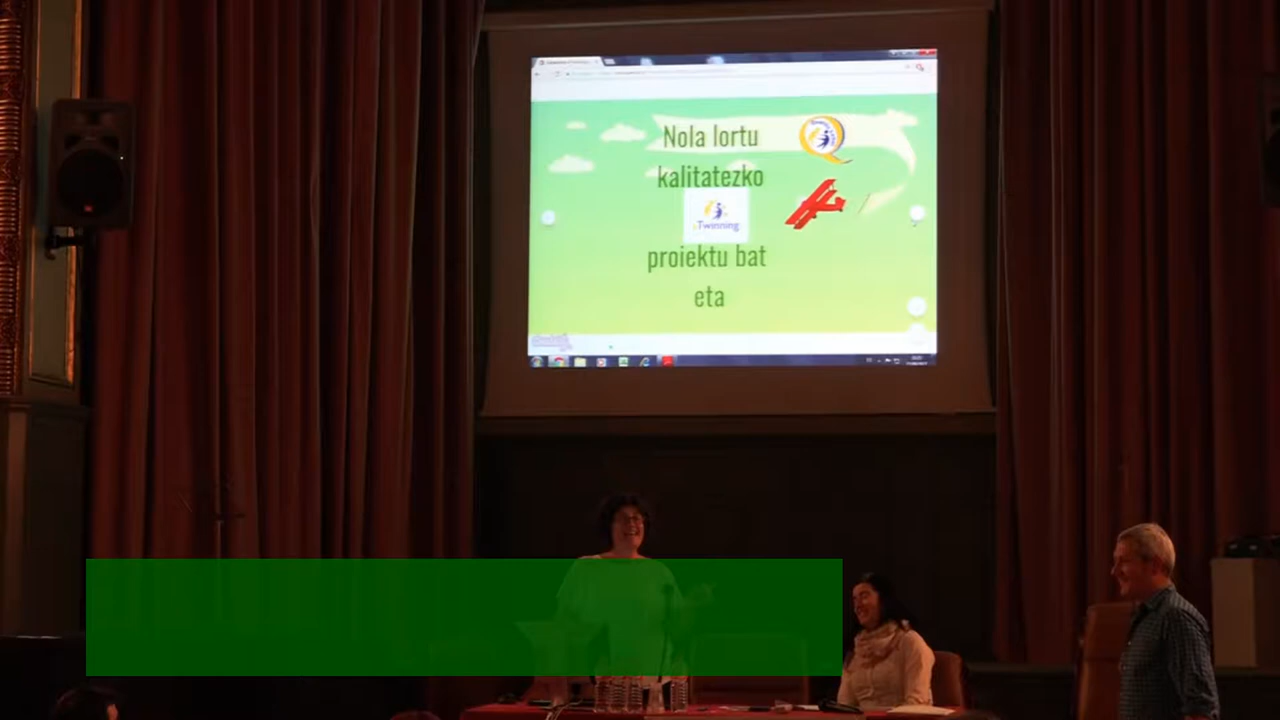 Nola lortu
kalitatezko
eTwinning
proiektu bat
eta